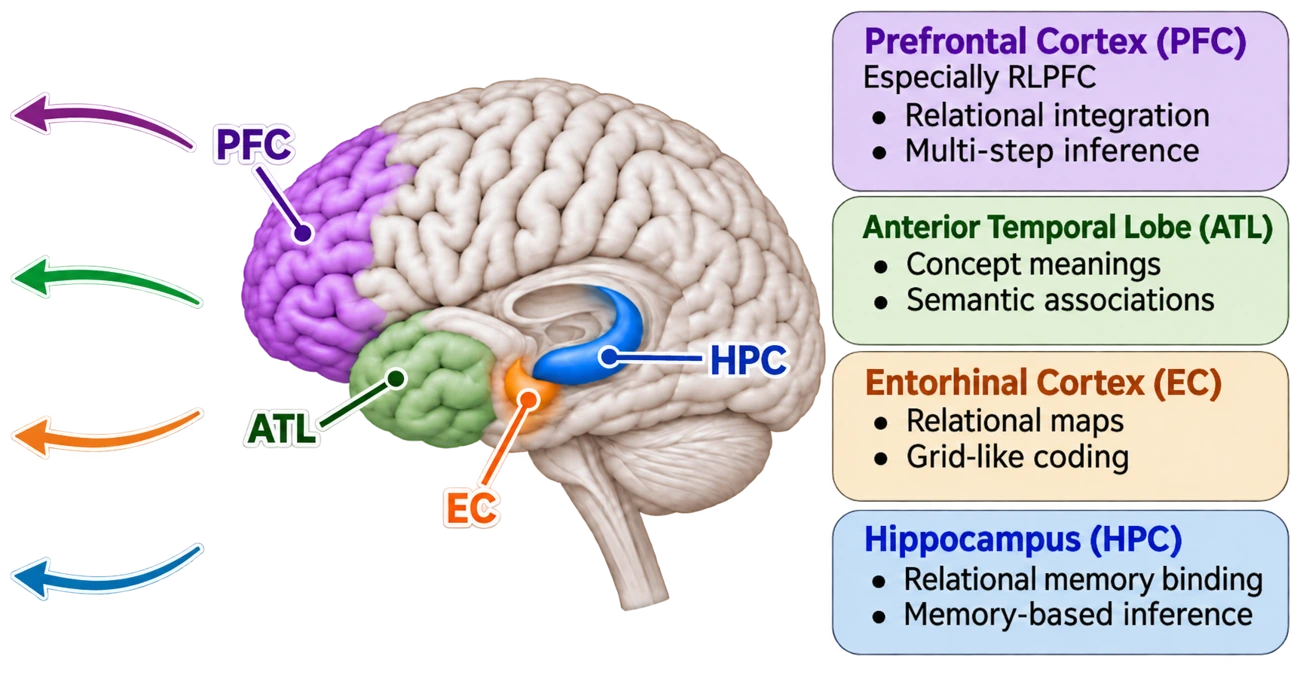 PFC
ATL
EC
HPC
Prefrontal Cortex (PFC)
Especially RLPFC
• Relational integration
• Multi-step inference
Anterior Temporal Lobe (ATL)
• Concept meanings
• Semantic associations
Entorhinal Cortex (EC)
• Relational maps
• Grid-like coding
Hippocampus (HPC)
• Relational memory binding
• Memory-based inference